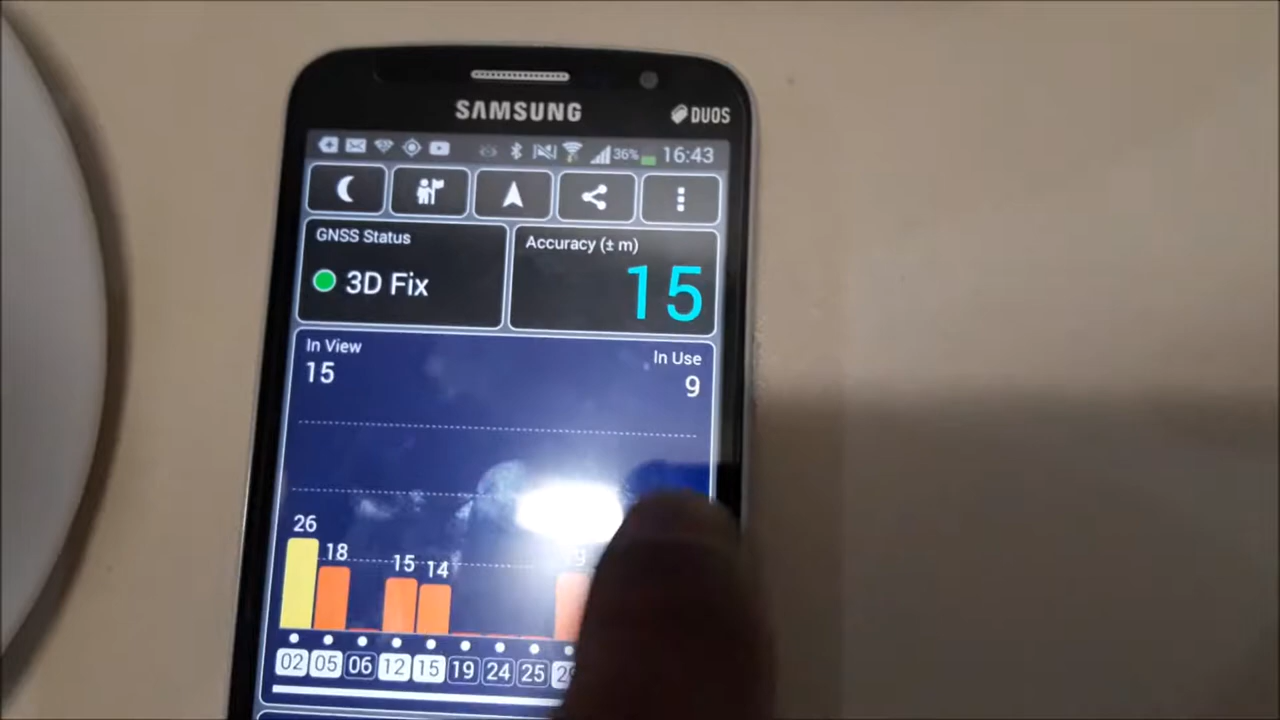 SAMSUNG
DUOS
36% 16:43
GNSS Status
3D Fix
Accuracy (± m)
15
In View
15
In Use
9
26
18
15
14
02 05 06 12 15 19 24 25